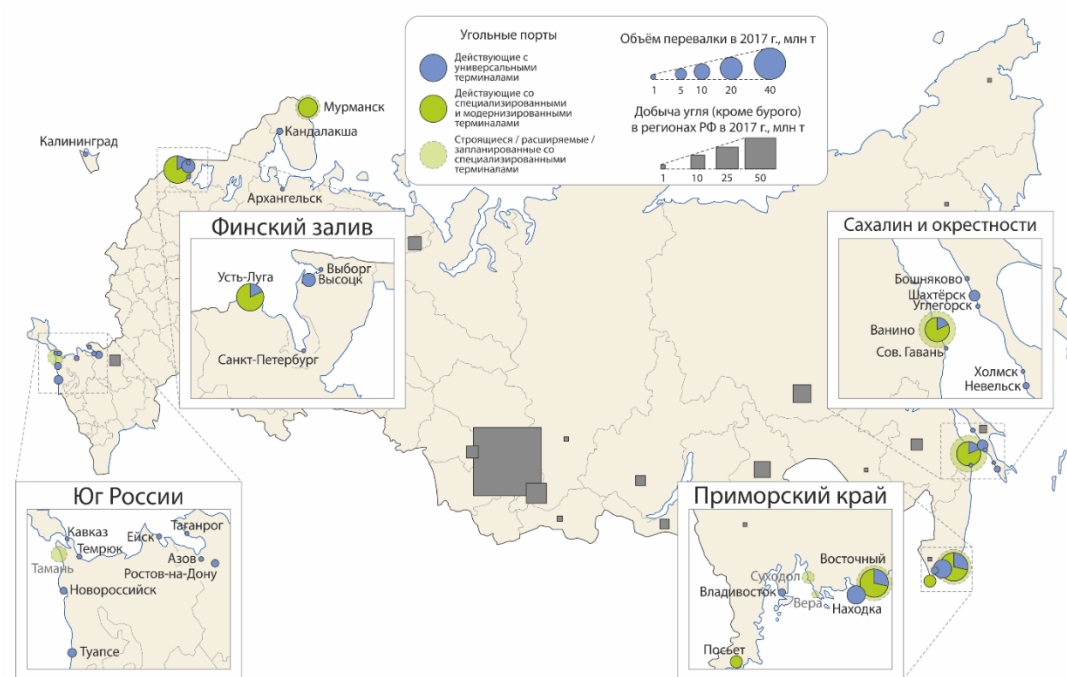 Угольные порты
Действующие с
универсальными
терминалами
Действующие со
специализированными
и модернизированными
терминалами
Строящиеся / расширяемые /
запланированные со
специализированными
терминалами
Объём перевалки в 2017 г., млн т
1 5 10 20 40
Добыча угля (кроме бурого)
в регионах РФ в 2017 г., млн т
1 10 25 50
Мурманск
Кандалакша
Калининград
Архангельск
Финский залив
Усть-Луга
Выборг
Высоцк
Санкт-Петербург
Сахалин и окрестности
Бошняково
Шахтёрск
Углегорск
Ванино
Сов. Гавань
Холмск
Невельск
Юг России
Кавказ
Темрюк
Ейск
Таганрог
Тамань
Азов
Ростов-на-Дону
Новороссийск
Туапсе
Приморский край
Восточный
Суходол
Владивосток
Вера
Находка
Посьет